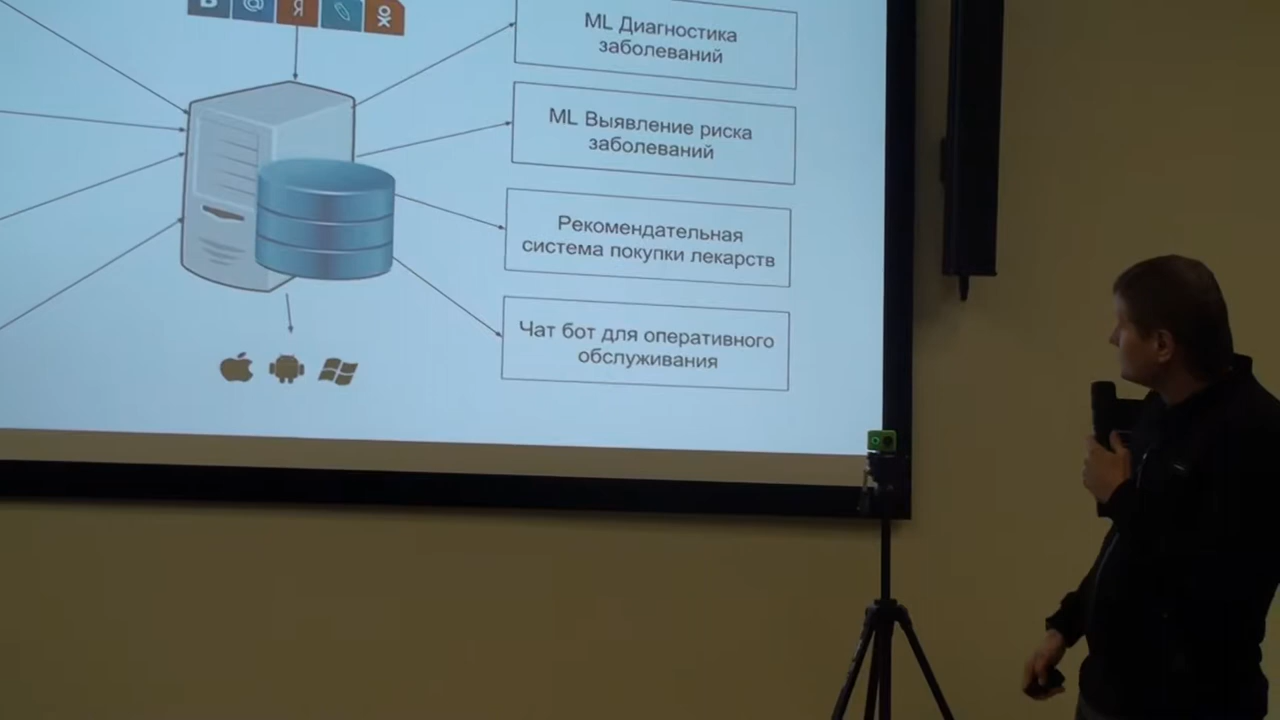 В @ Я
ML Диагностика
заболеваний
ML Выявление риска
заболеваний
Рекомендательная
система покупки лекарств
Чат бот для оперативного
обслуживания